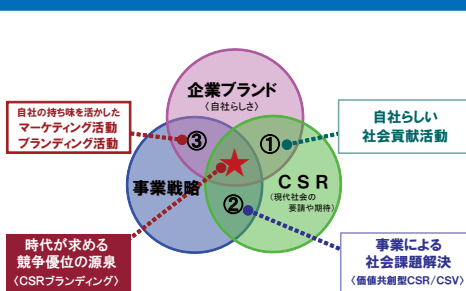 企業ブランド
〈自社らしさ〉
自社の持ち味を活かした
マーケティング活動
ブランディング活動
③
①
自社らしい
社会貢献活動
★
事業戦略
CSR
(現代社会の
要請や期待)
②
時代が求める
競争優位の源泉
〈CSRブランディング〉
事業による
社会課題解決
〈価値共創型CSR/CSV〉